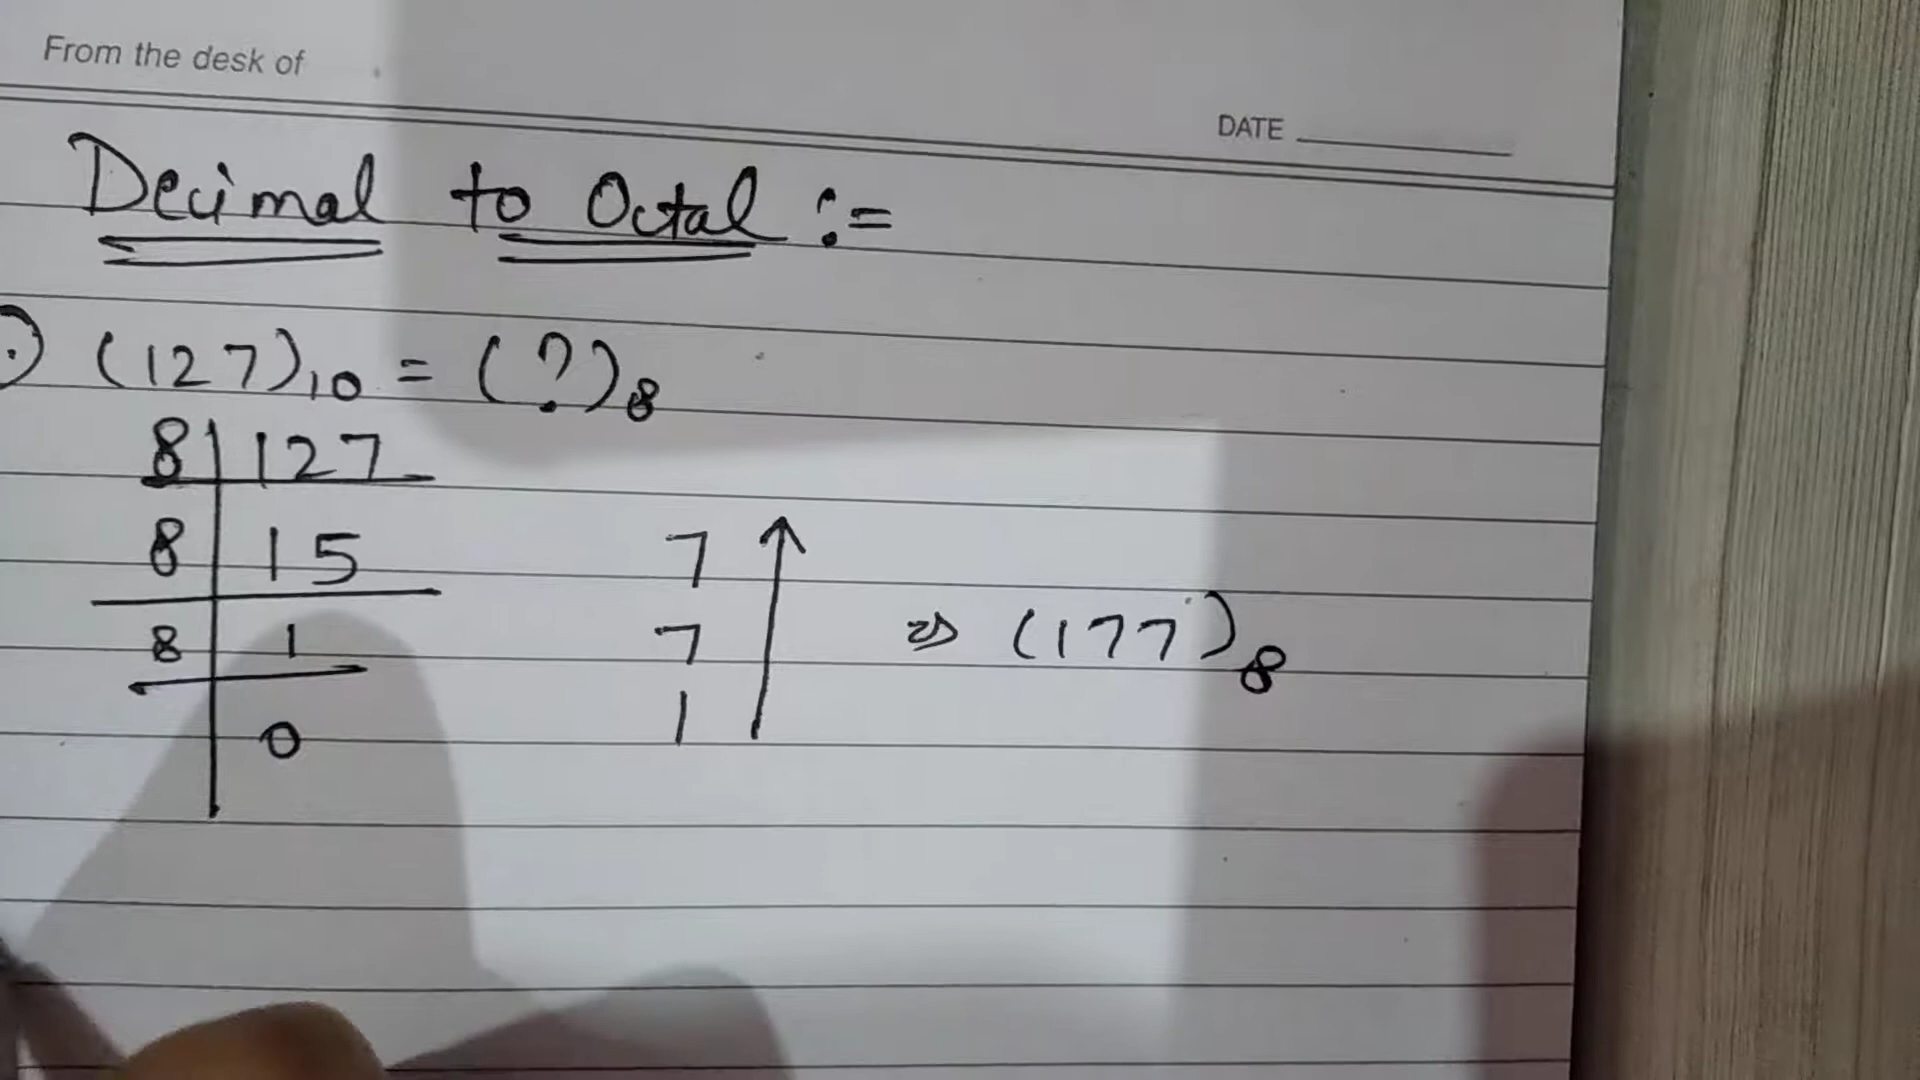 From the desk of
DATE
Decimal to Octal :=
.) (127)10 = (?)8
8 127
8 15 7
8 1 7 ⇒ (177)8
0 1